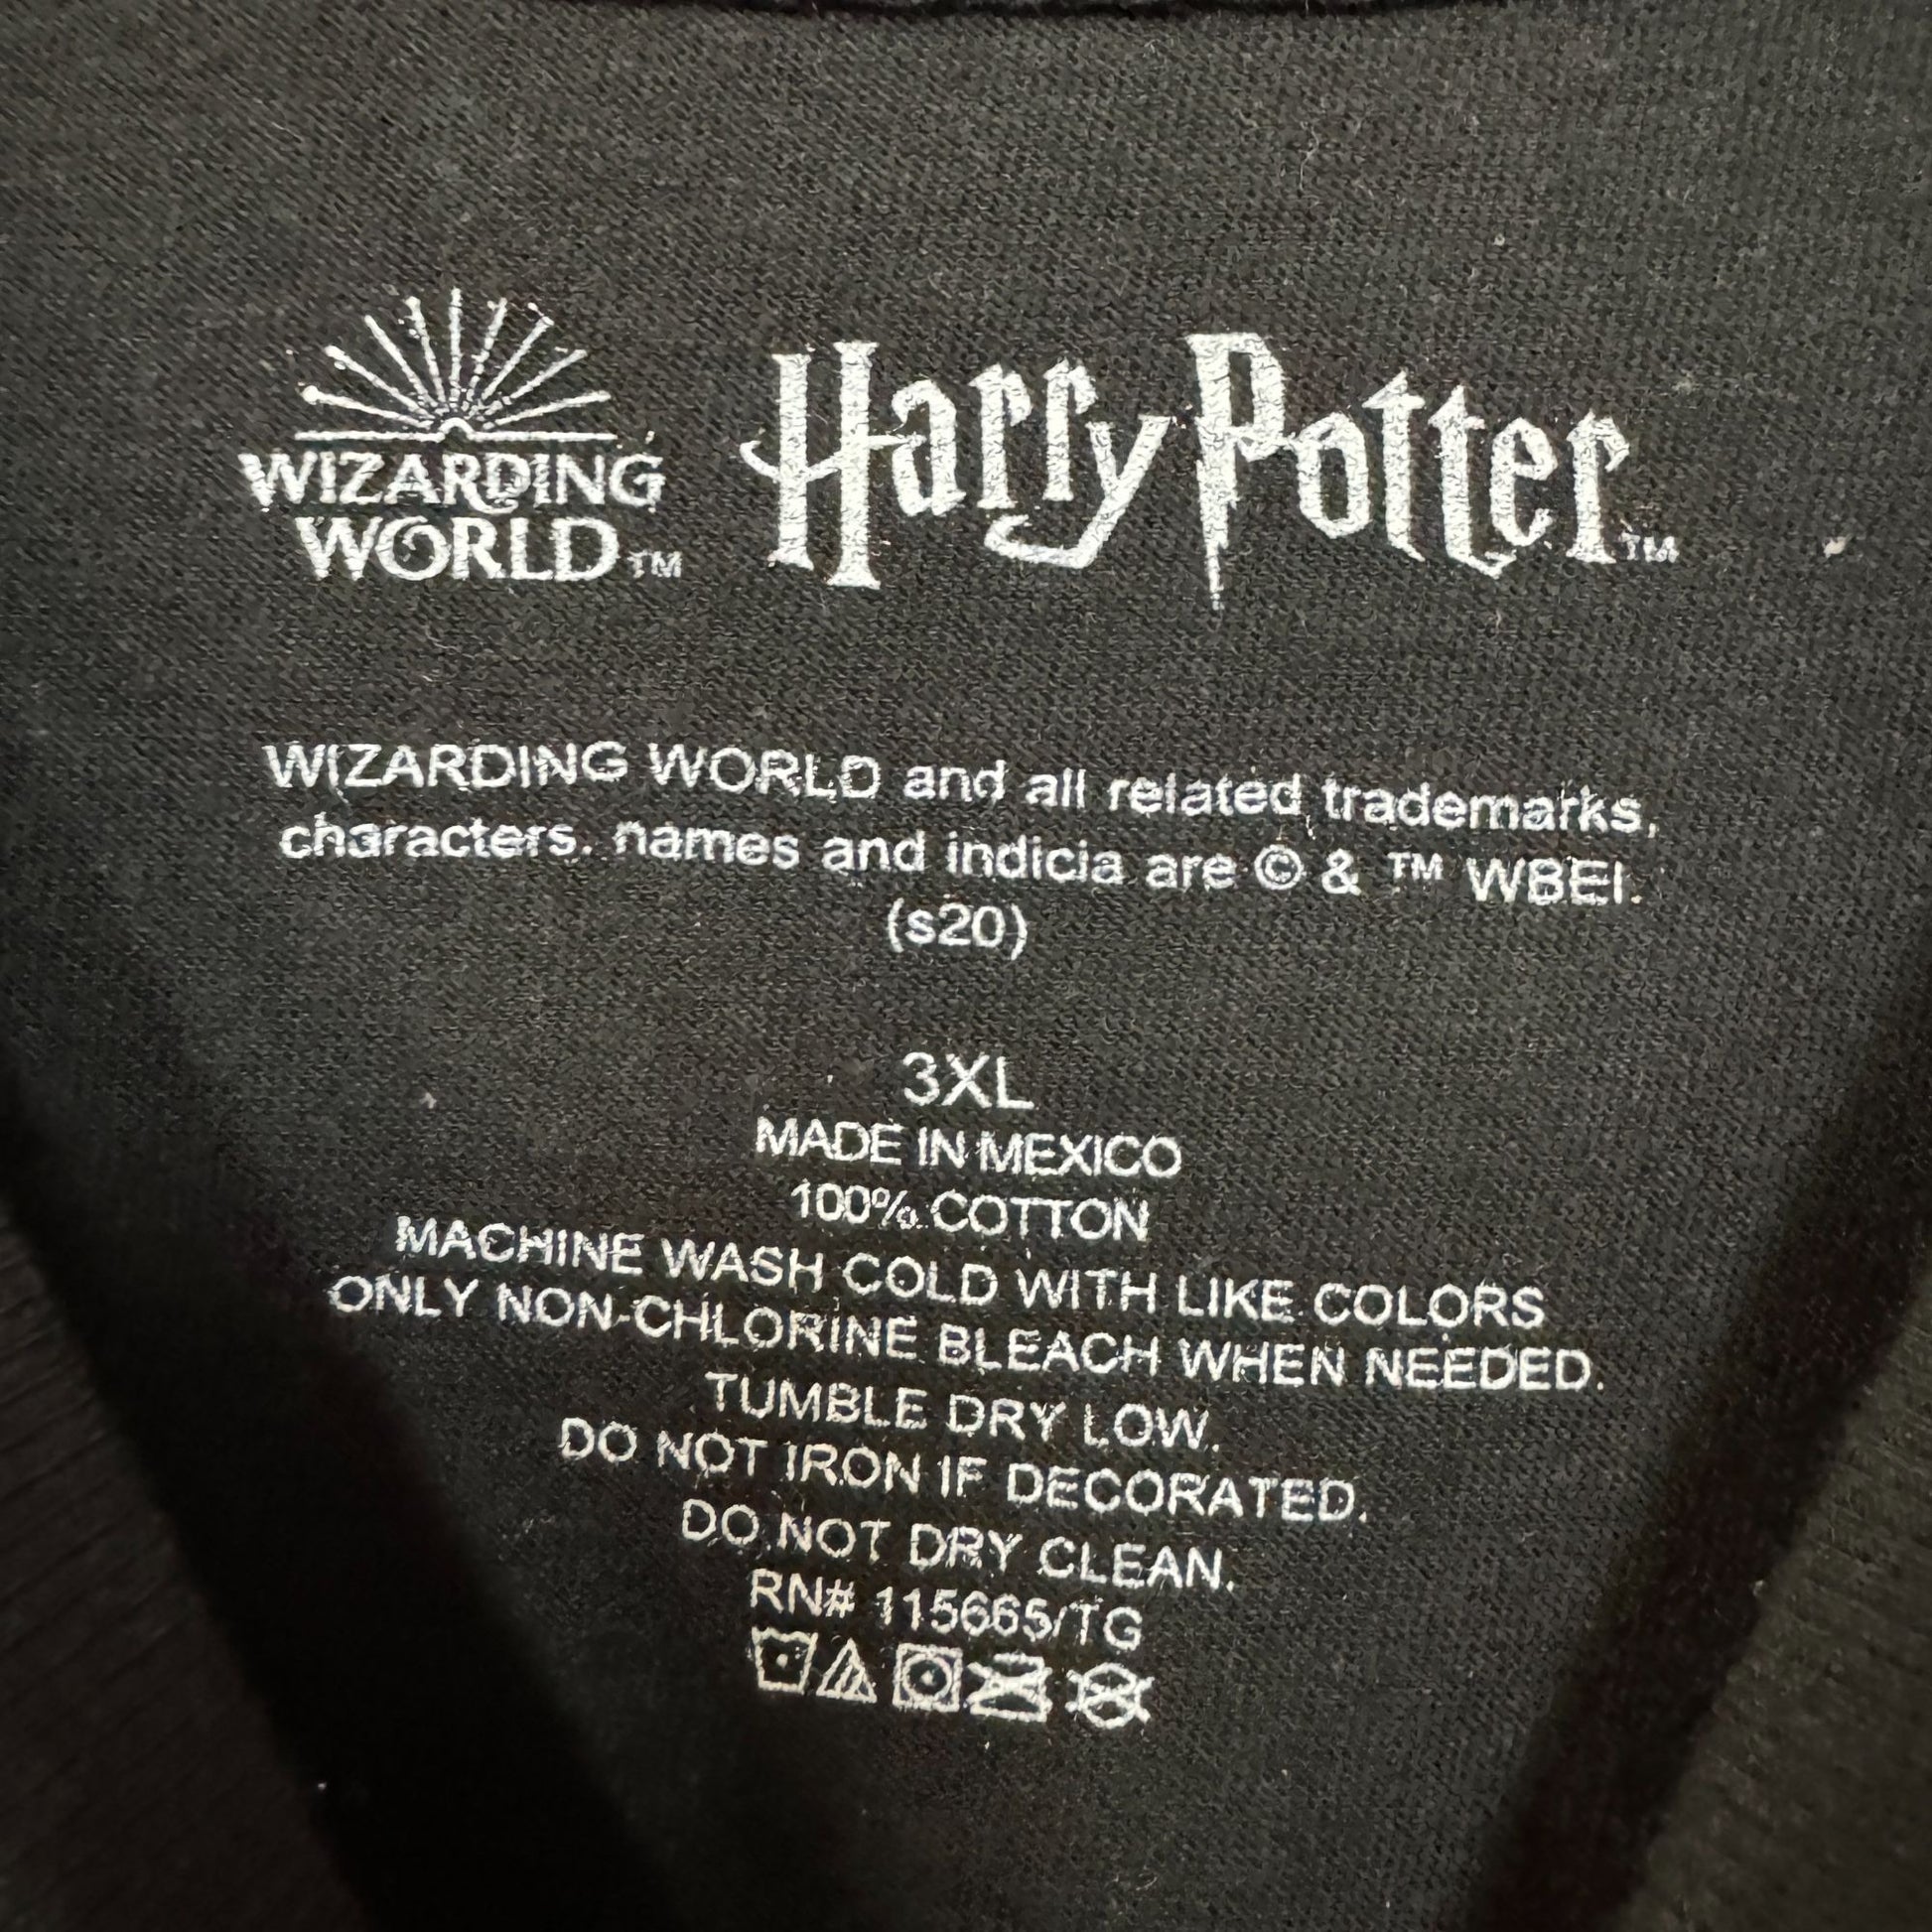 WIZARDING
WORLD™
Harry Potter™
WIZARDING WORLD and all related trademarks,
characters, names and indicia are © & ™ WBEI.
(s20)
3XL
MADE IN MEXICO
100% COTTON
MACHINE WASH COLD WITH LIKE COLORS
ONLY NON-CHLORINE BLEACH WHEN NEEDED.
TUMBLE DRY LOW.
DO NOT IRON IF DECORATED.
DO NOT DRY CLEAN.
RN# 115665/TG